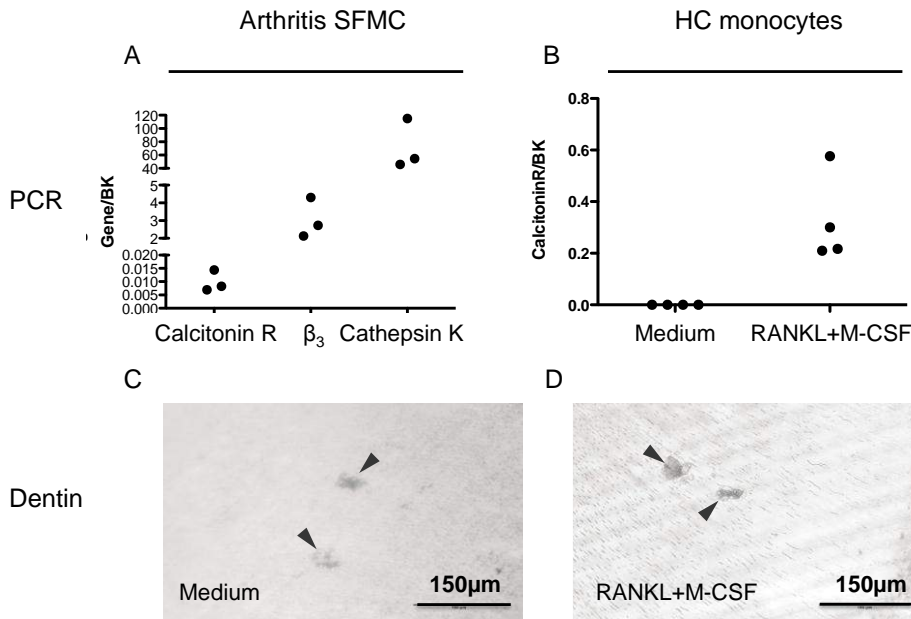 Arthritis SFMC
HC monocytes
A
B
PCR
Gene/BK
120
100
80
60
40
5
4
3
2
0.020
0.015
0.010
0.005
0.000
Calcitonin R β3 Cathepsin K
CalcitoninR/BK
0.8
0.6
0.4
0.2
0.0
Medium RANKL+M-CSF
C
D
Dentin
Medium
150μm
RANKL+M-CSF
150μm